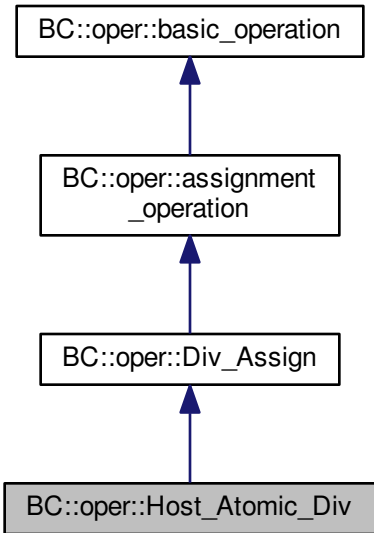 BC::oper::basic_operation
BC::oper::assignment
_operation
BC::oper::Div_Assign
BC::oper::Host_Atomic_Div